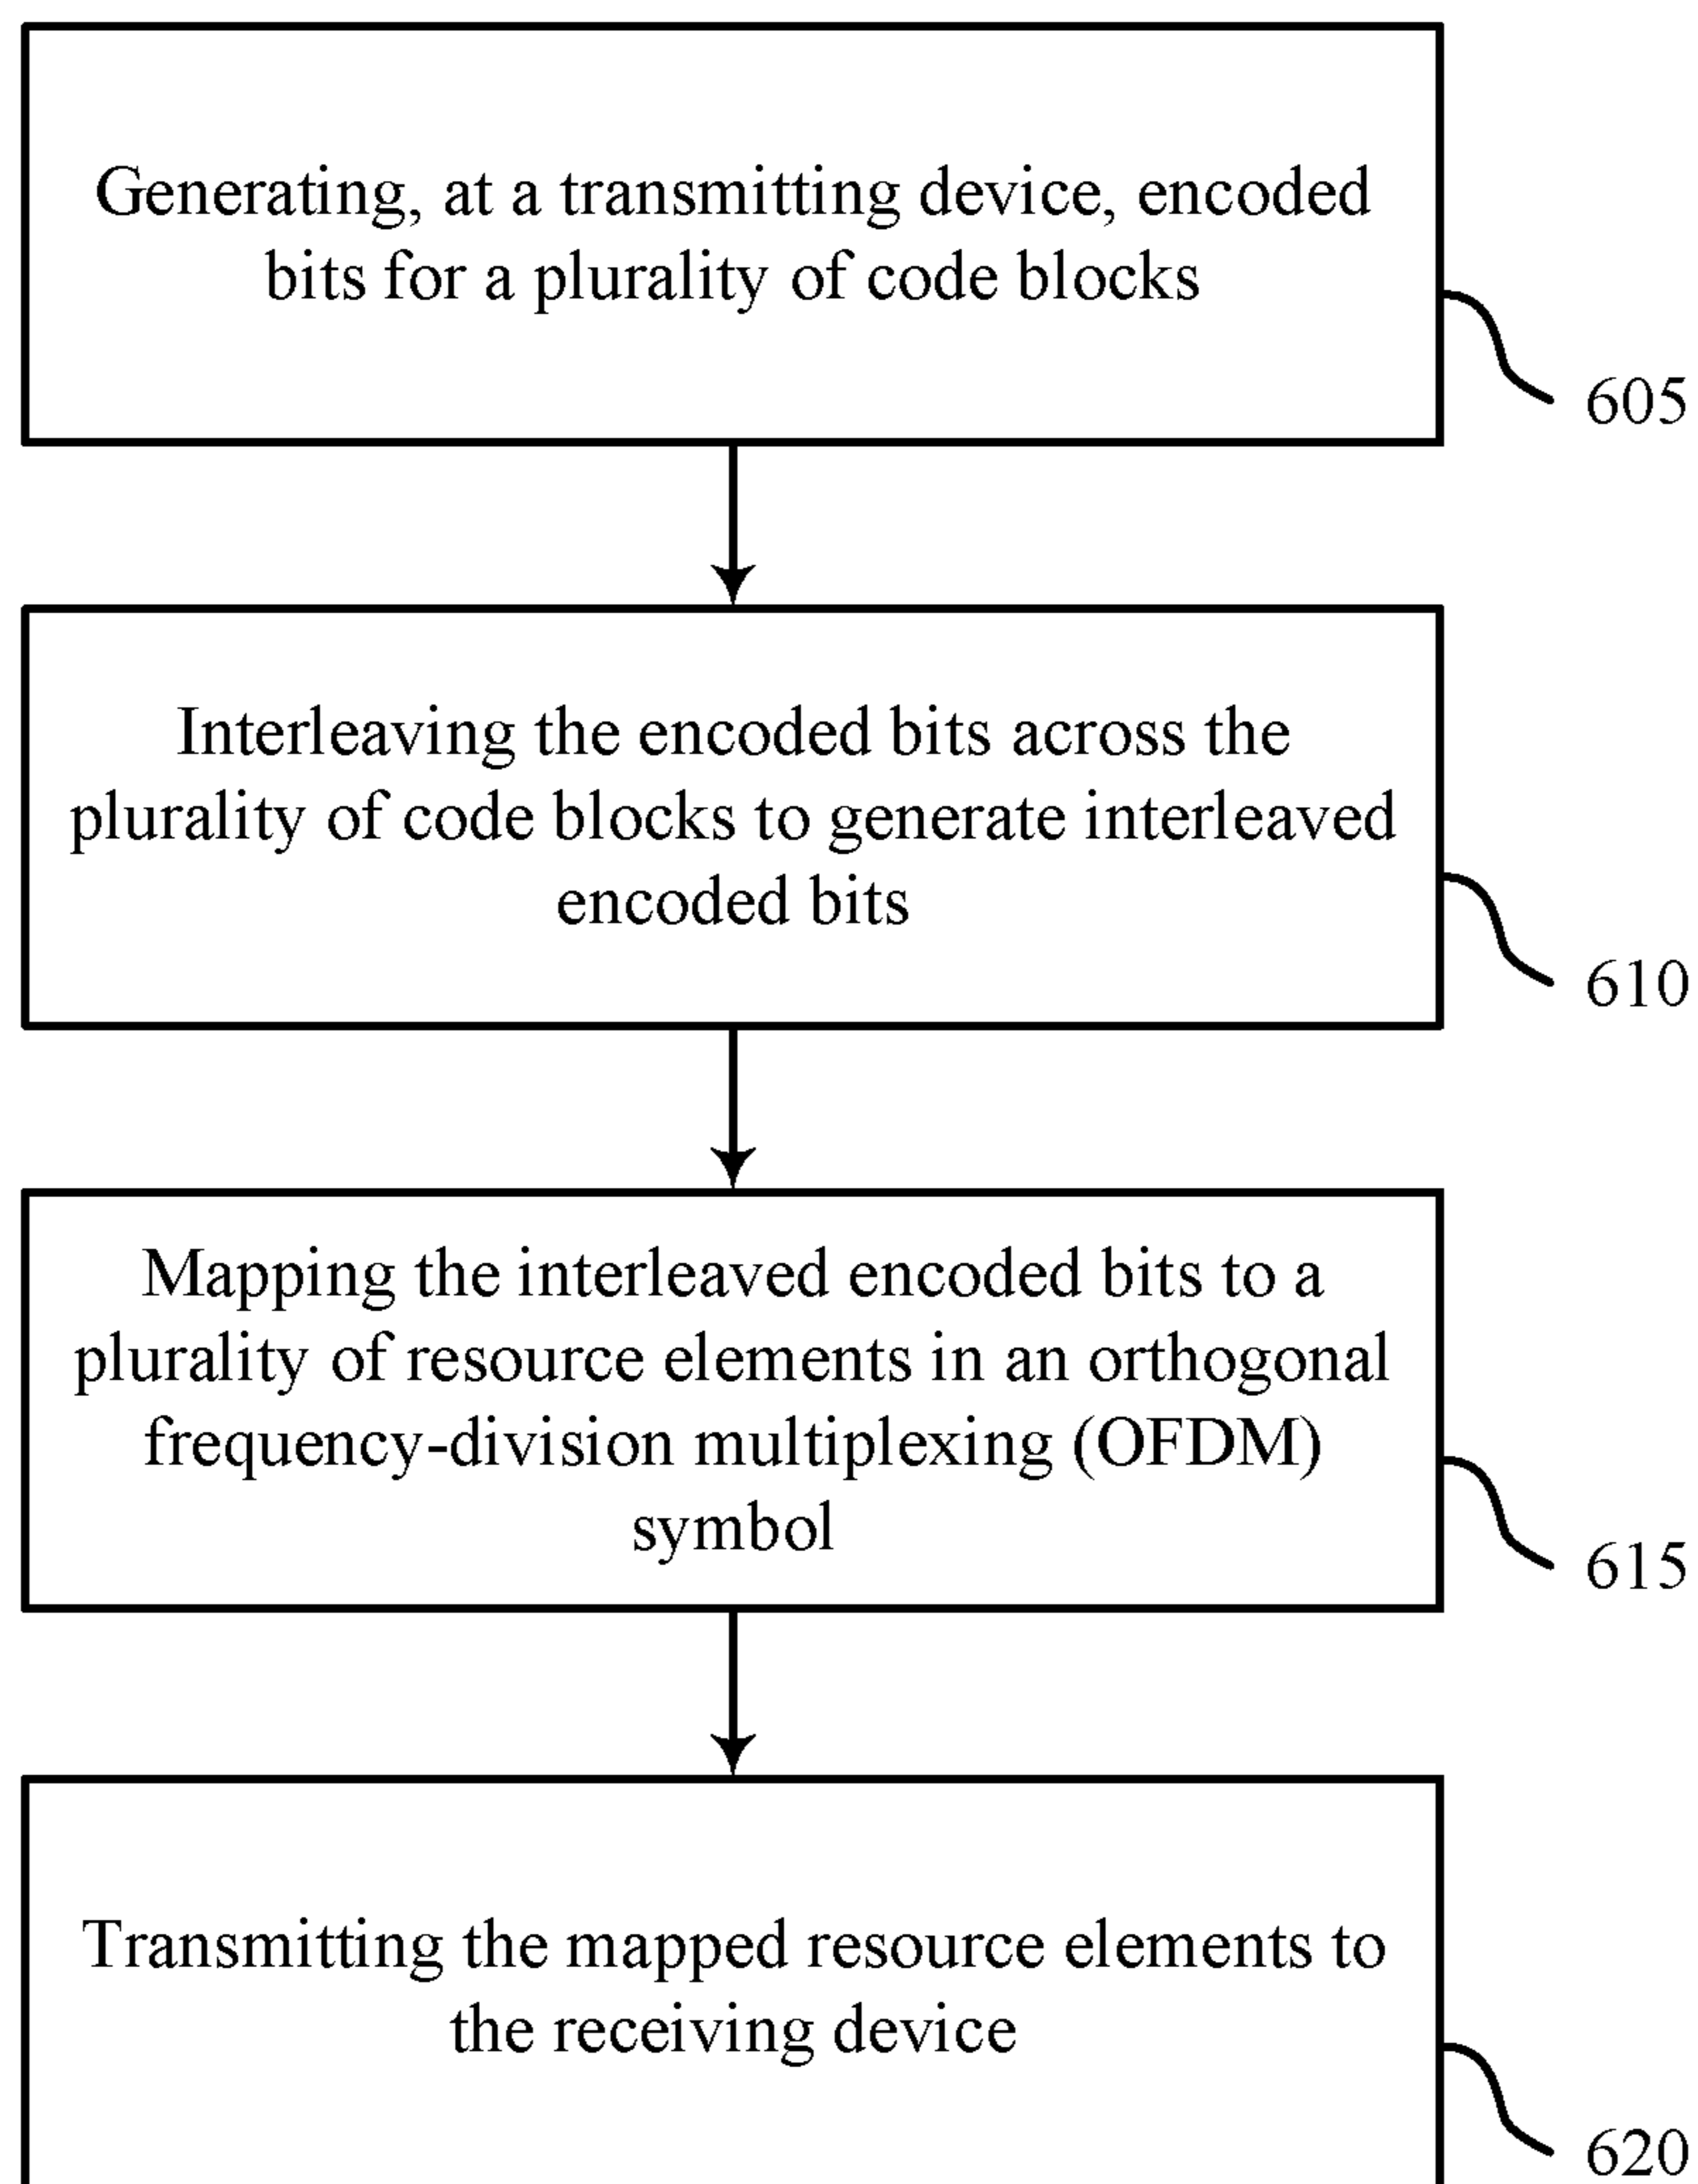 Generating, at a transmitting device, encoded
bits for a plurality of code blocks
605
Interleaving the encoded bits across the
plurality of code blocks to generate interleaved
encoded bits
610
Mapping the interleaved encoded bits to a
plurality of resource elements in an orthogonal
frequency-division multiplexing (OFDM)
symbol
615
Transmitting the mapped resource elements to
the receiving device
620